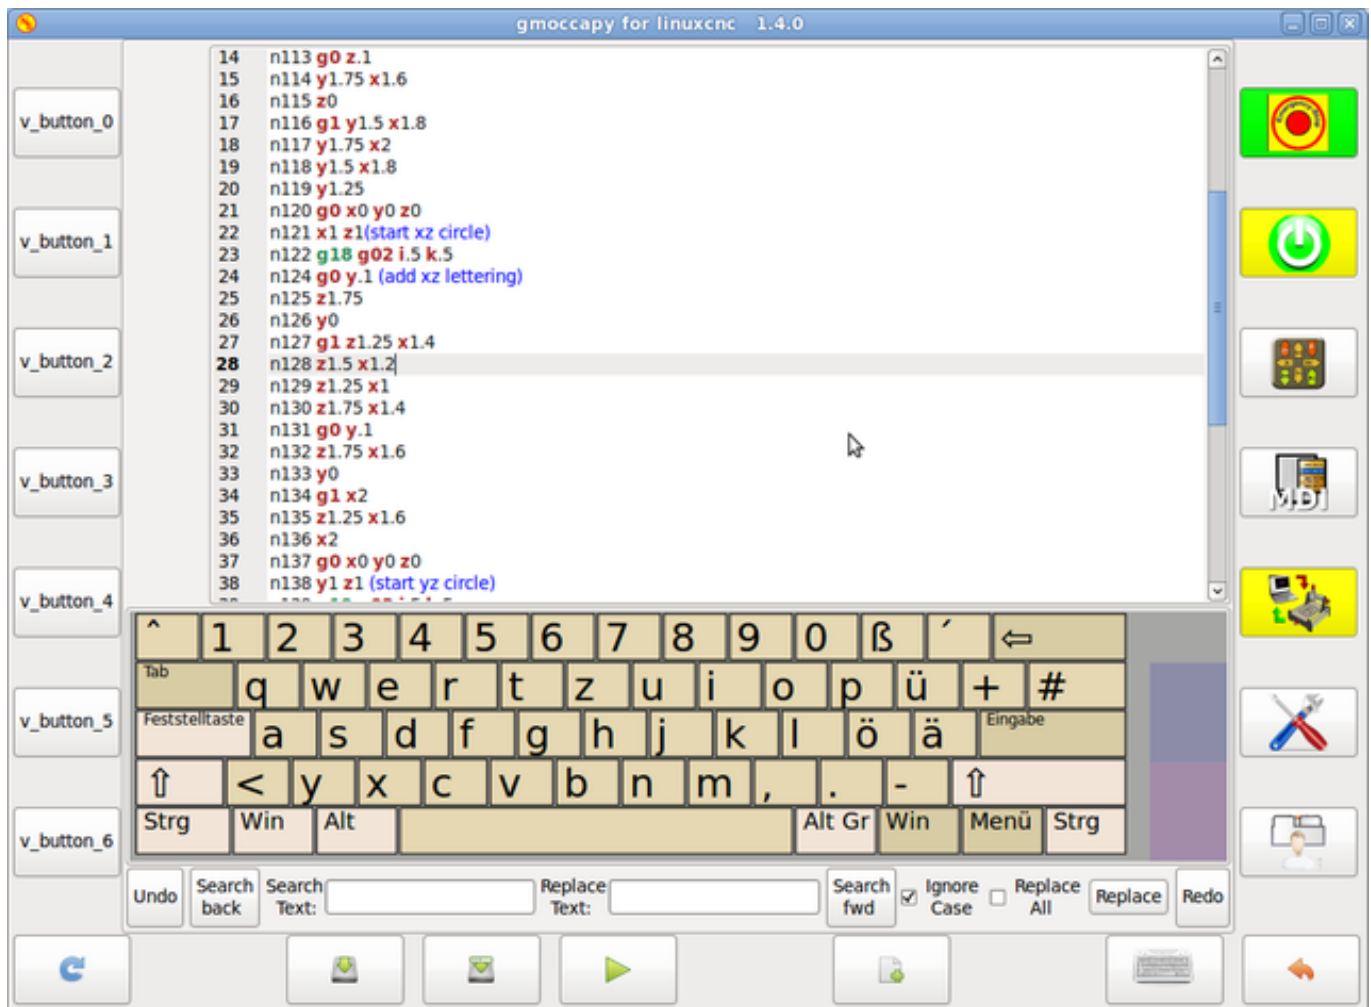 gmoccapy for linuxcnc 1.4.0
14 n113 g0 z.1
15 n114 y1.75 x1.6
16 n115 z0
17 n116 g1 y1.5 x1.8
18 n117 y1.75 x2
19 n118 y1.5 x1.8
20 n119 y1.25
21 n120 g0 x0 y0 z0
22 n121 x1 z1(start xz circle)
23 n122 g18 g02 i.5 k.5
24 n124 g0 y.1 (add xz lettering)
25 n125 z1.75
26 n126 y0
27 n127 g1 z1.25 x1.4
28 n128 z1.5 x1.2
29 n129 z1.25 x1
30 n130 z1.75 x1.4
31 n131 g0 y.1
32 n132 z1.75 x1.6
33 n133 y0
34 n134 g1 x2
35 n135 z1.25 x1.6
36 n136 x2
37 n137 g0 x0 y0 z0
38 n138 y1 z1 (start yz circle)
v_button_0
v_button_1
v_button_2
v_button_3
v_button_4
v_button_5
v_button_6
MDI
^ 1 2 3 4 5 6 7 8 9 0 ß ´ ⇦
Tab q w e r t z u i o p ü + #
Feststelltaste a s d f g h j k l ö ä Eingabe
⇧ < y x c v b n m , . - ⇧
Strg Win Alt Alt Gr Win Menü Strg
Undo
Search
back
Search
Text:
Replace
Text:
Search
fwd
Ignore
Case
Replace
All
Replace
Redo